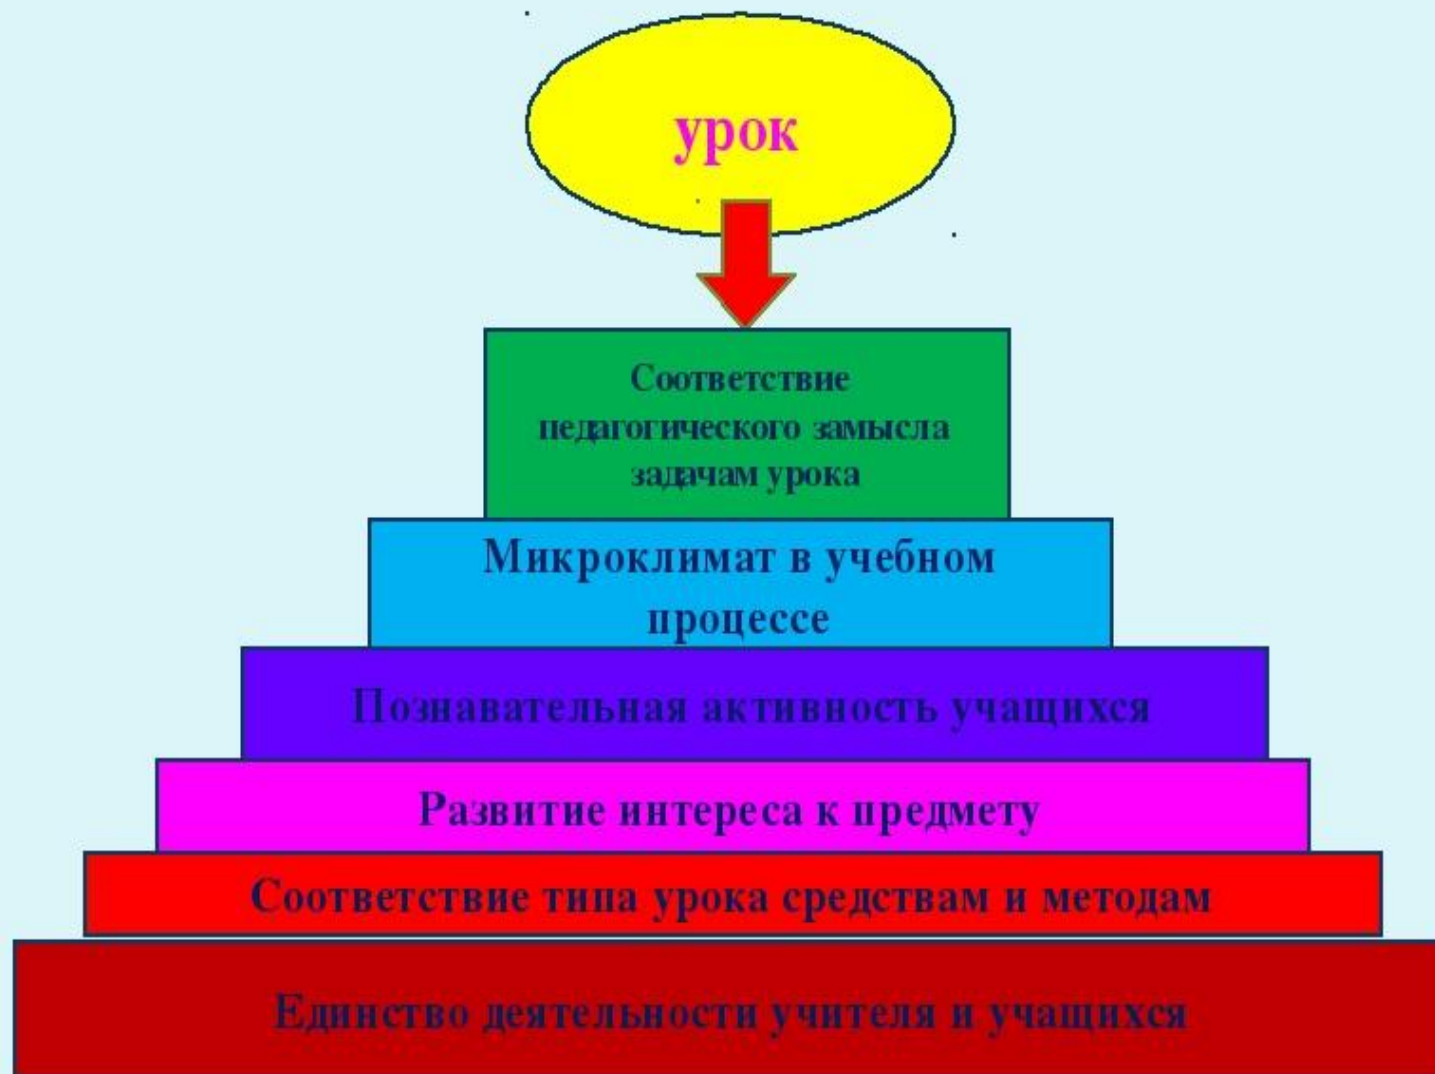 урок
Соответствие
педагогического замысла
задачам урока
Микроклимат в учебном
процессе
Познавательная активность учащихся
Развитие интереса к предмету
Соответствие типа урока средствам и методам
Единство деятельности учителя и учащихся